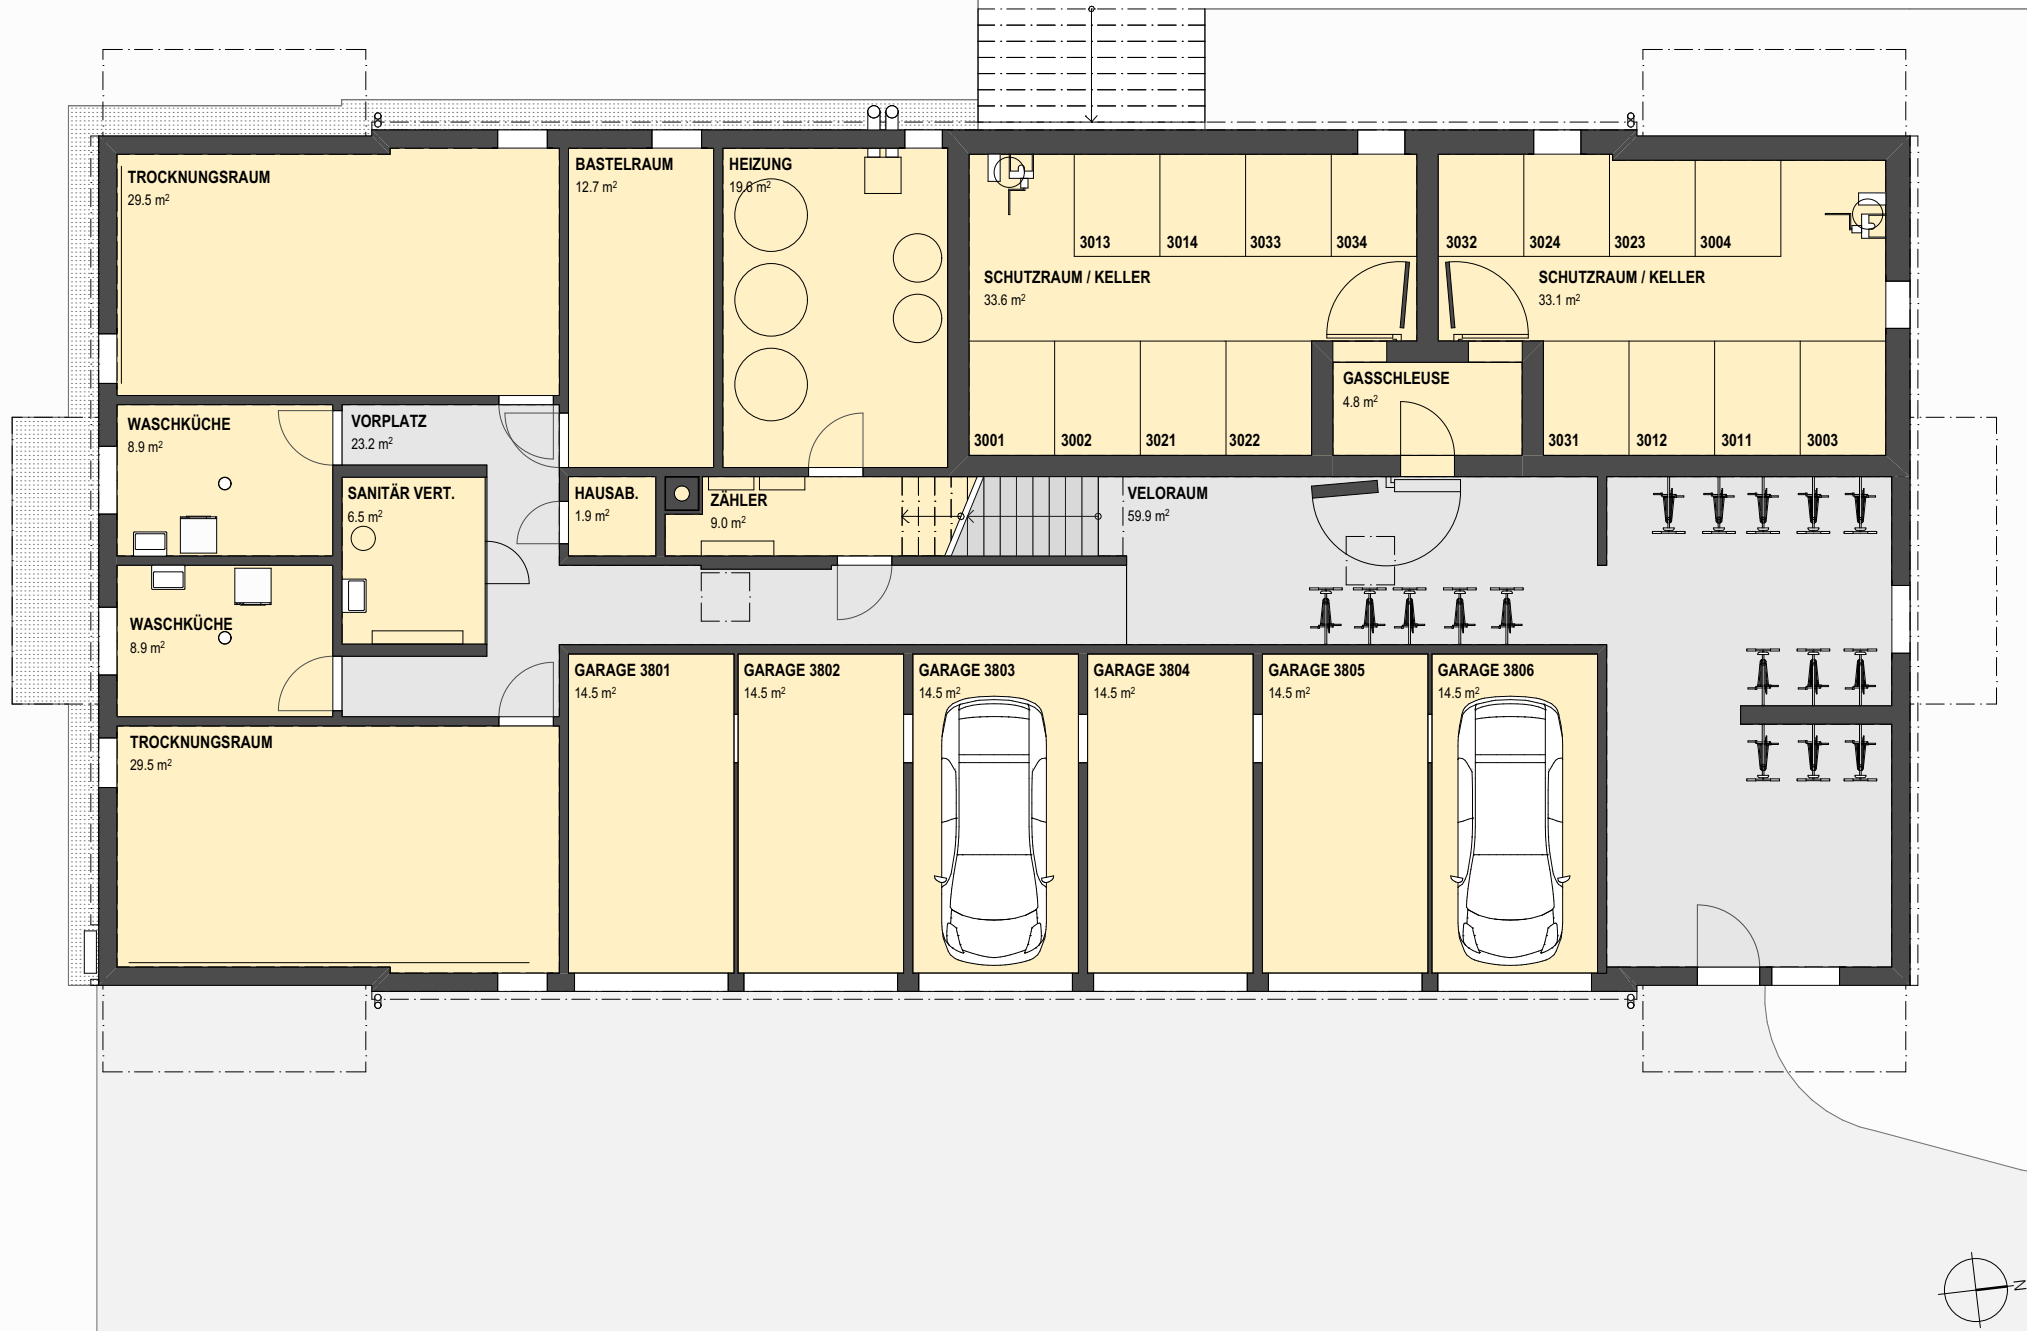 TROCKNUNGSRAUM
29.5 m²
BASTELRAUM
12.7 m²
HEIZUNG
19.6 m²
3013
3014
3033
3034
SCHUTZRAUM / KELLER
33.6 m²
3001
3002
3021
3022
3032
3024
3023
3004
SCHUTZRAUM / KELLER
33.1 m²
GASSCHLEUSE
4.8 m²
3031
3012
3011
3003
WASCHKÜCHE
8.9 m²
VORPLATZ
23.2 m²
SANITÄR VERT.
6.5 m²
HAUSAB.
1.9 m²
ZÄHLER
9.0 m²
VELORAUM
59.9 m²
WASCHKÜCHE
8.9 m²
TROCKNUNGSRAUM
29.5 m²
GARAGE 3801
14.5 m²
GARAGE 3802
14.5 m²
GARAGE 3803
14.5 m²
GARAGE 3804
14.5 m²
GARAGE 3805
14.5 m²
GARAGE 3806
14.5 m²
N